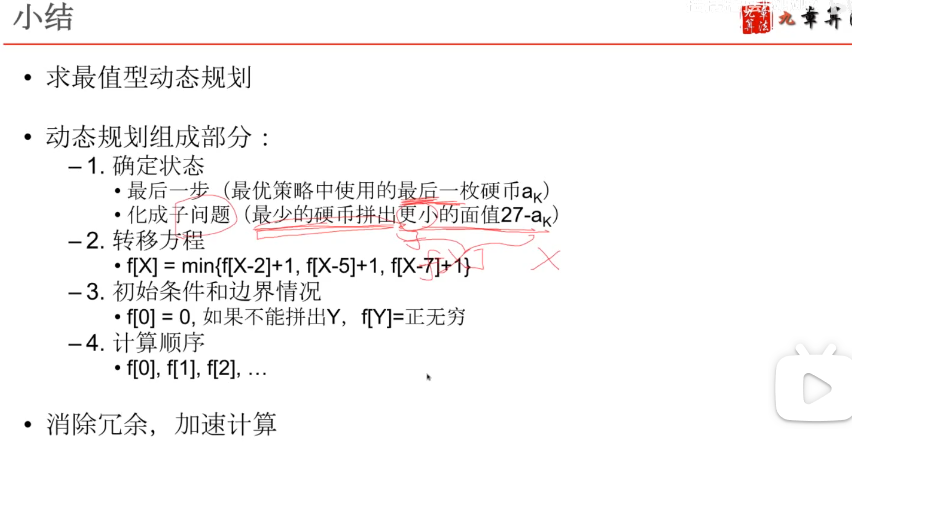 小结
九章算
• 求最值型动态规划
• 动态规划组成部分：
– 1. 确定状态
• 最后一步（最优策略中使用的最后一枚硬币aK）
• 化成子问题（最少的硬币拼出更小的面值27-aK）
– 2. 转移方程
• f[X] = min{f[X-2]+1, f[X-5]+1, f[X-7]+1}
f[X] X
– 3. 初始条件和边界情况
• f[0] = 0, 如果不能拼出Y，f[Y]=正无穷
– 4. 计算顺序
• f[0], f[1], f[2], …
• 消除冗余，加速计算